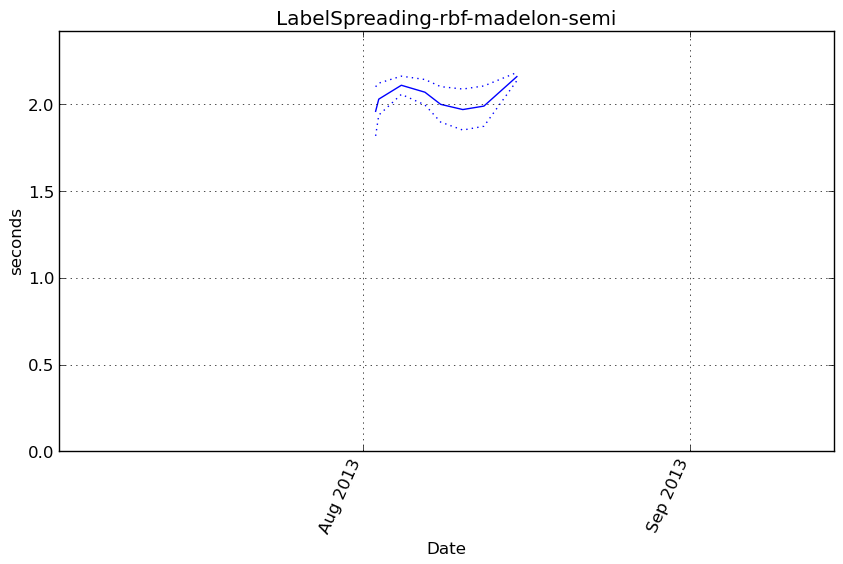 LabelSpreading-rbf-madelon-semi
2.0
1.5
1.0
0.5
0.0
seconds
Aug 2013
Sep 2013
Date